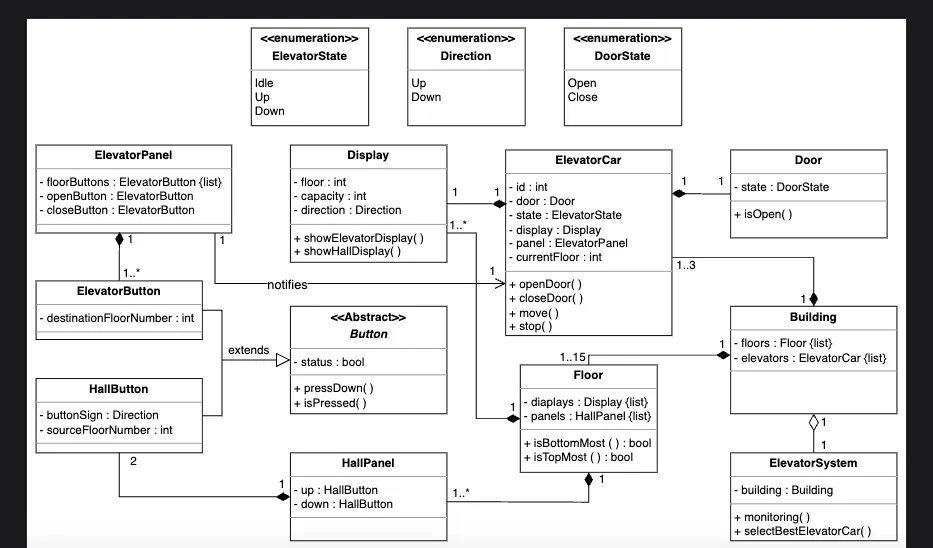 <<enumeration>>
ElevatorState
Idle
Up
Down
<<enumeration>>
Direction
Up
Down
<<enumeration>>
DoorState
Open
Close
ElevatorPanel
- floorButtons : ElevatorButton {list}
- openButton : ElevatorButton
- closeButton : ElevatorButton
Display
- floor : int
- capacity : int
- direction : Direction
+ showElevatorDisplay( )
+ showHallDisplay( )
ElevatorCar
- id : int
- door : Door
- state : ElevatorState
- display : Display
- panel : ElevatorPanel
- currentFloor : int
+ openDoor( )
+ closeDoor( )
+ move( )
+ stop( )
Door
- state : DoorState
+ isOpen( )
1
1
1
1
1..*
1
1
1..*
notifies
1
1..3
1
ElevatorButton
- destinationFloorNumber : int
<<Abstract>>
Button
- status : bool
+ pressDown( )
+ isPressed( )
extends
HallButton
- buttonSign : Direction
- sourceFloorNumber : int
Building
- floors : Floor {list}
- elevators : ElevatorCar {list}
1
1..15
Floor
- diaplays : Display {list}
- panels : HallPanel {list}
+ isBottomMost ( ) : bool
+ isTopMost ( ) : bool
1
1
1
2
HallPanel
- up : HallButton
- down : HallButton
1
1..*
1
ElevatorSystem
- building : Building
+ monitoring( )
+ selectBestElevatorCar( )